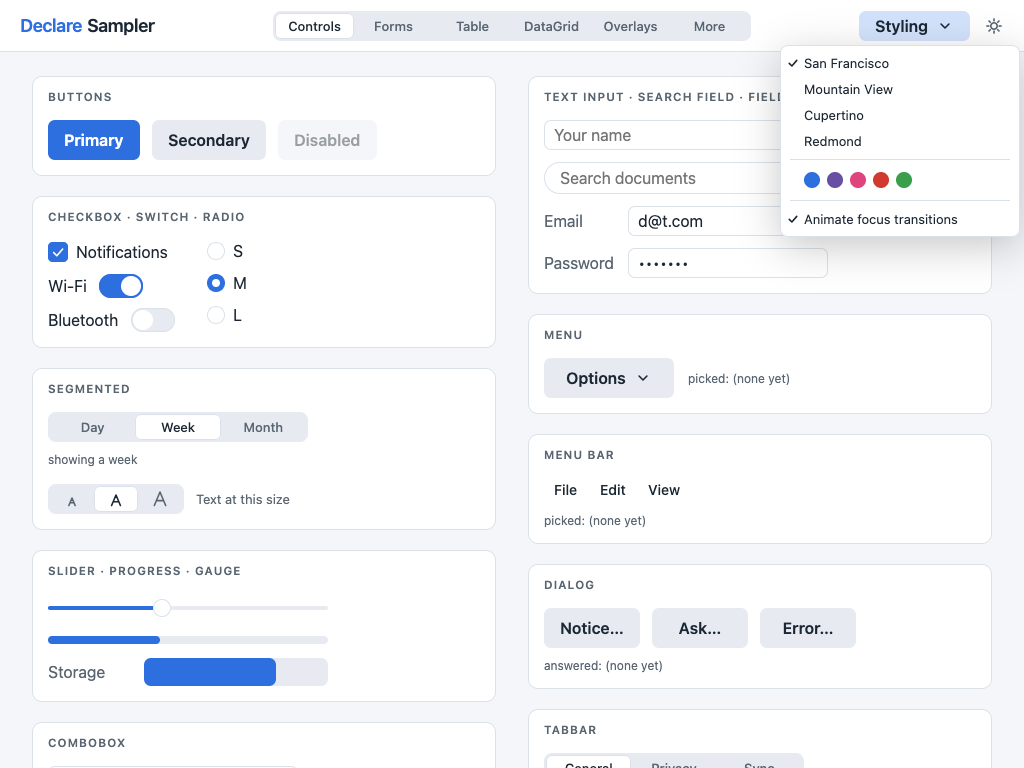 Declare Sampler
Controls Forms Table DataGrid Overlays More
Styling
San Francisco
Mountain View
Cupertino
Redmond
Animate focus transitions
BUTTONS
Primary Secondary Disabled
CHECKBOX · SWITCH · RADIO
Notifications
Wi-Fi
Bluetooth
S
M
L
SEGMENTED
Day Week Month
showing a week
A A A Text at this size
SLIDER · PROGRESS · GAUGE
Storage
COMBOBOX
TEXT INPUT · SEARCH FIELD ·
Your name
Search documents
Email d@t.com
Password •••••••
MENU
Options picked: (none yet)
MENU BAR
File Edit View
picked: (none yet)
DIALOG
Notice... Ask... Error...
answered: (none yet)
TABBAR
General Privacy Sync